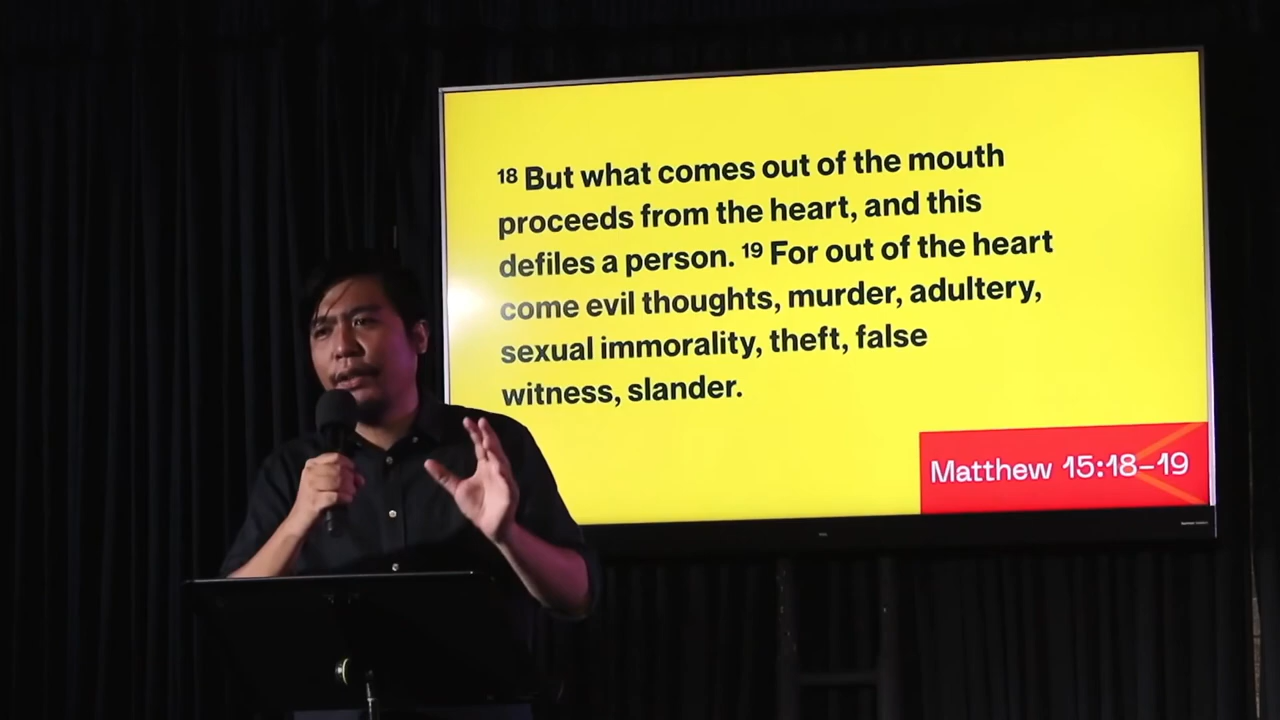 ¹⁸ But what comes out of the mouth
proceeds from the heart, and this
defiles a person. ¹⁹ For out of the heart
come evil thoughts, murder, adultery,
sexual immorality, theft, false
witness, slander.
Matthew 15:18–19